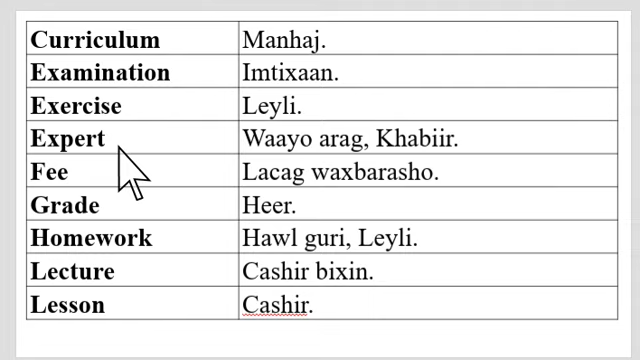 Curriculum Manhaj.
Examination Imtixaan.
Exercise Leyli.
Expert Waayo arag, Khabiir.
Fee Lacag waxbarasho.
Grade Heer.
Homework Hawl guri, Leyli.
Lecture Cashir bixin.
Lesson Cashir.